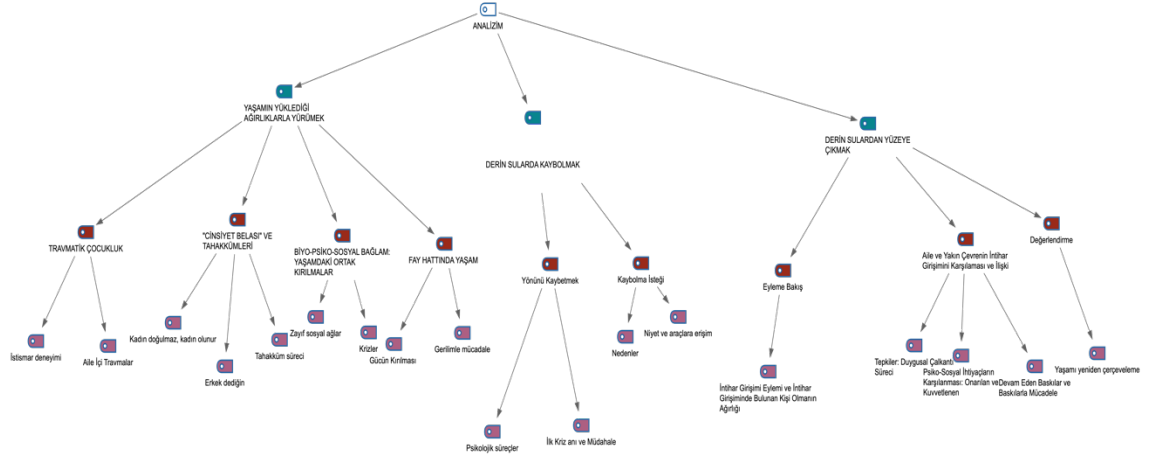 ANALİZİM
YAŞAMIN YÜKLEDİĞİ
AĞIRLIKLARLA YÜRÜMEK
DERİN SULARDA KAYBOLMAK
DERİN SULARDAN YÜZEYE
ÇIKMAK
TRAVMATİK ÇOCUKLUK
"CİNSİYET BELASI" VE
TAHAKKÜMLERİ
BİYO-PSİKO-SOSYAL BAĞLAM:
YAŞAMDAKİ ORTAK
KIRILMALAR
FAY HATTINDA YAŞAM
Yönünü Kaybetmek
Kaybolma İsteği
Eyleme Bakış
Aile ve Yakın Çevrenin İntihar
Girişimini Karşılaması ve İlişki
Değerlendirme
İstismar deneyimi
Aile İçi Travmalar
Kadın doğulmaz, kadın olunur
Erkek dediğin
Tahakküm süreci
Zayıf sosyal ağlar
Krizler
Gücün Kırılması
Gerilimle mücadele
Psikolojik süreçler
İlk Kriz anı ve Müdahale
Nedenler
Niyet ve araçlara erişim
İntihar Girişimi Eylemi ve İntihar
Girişiminde Bulunan Kişi Olmanın
Ağırlığı
Tepkiler: Duygusal Çalkantı
Süreci
Psiko-Sosyal İhtiyaçların
Karşılanması: Onarılan ve
Kuvvetlenen
Devam Eden Baskılar ve
Baskılarla Mücadele
Yaşamı yeniden çerçeveleme